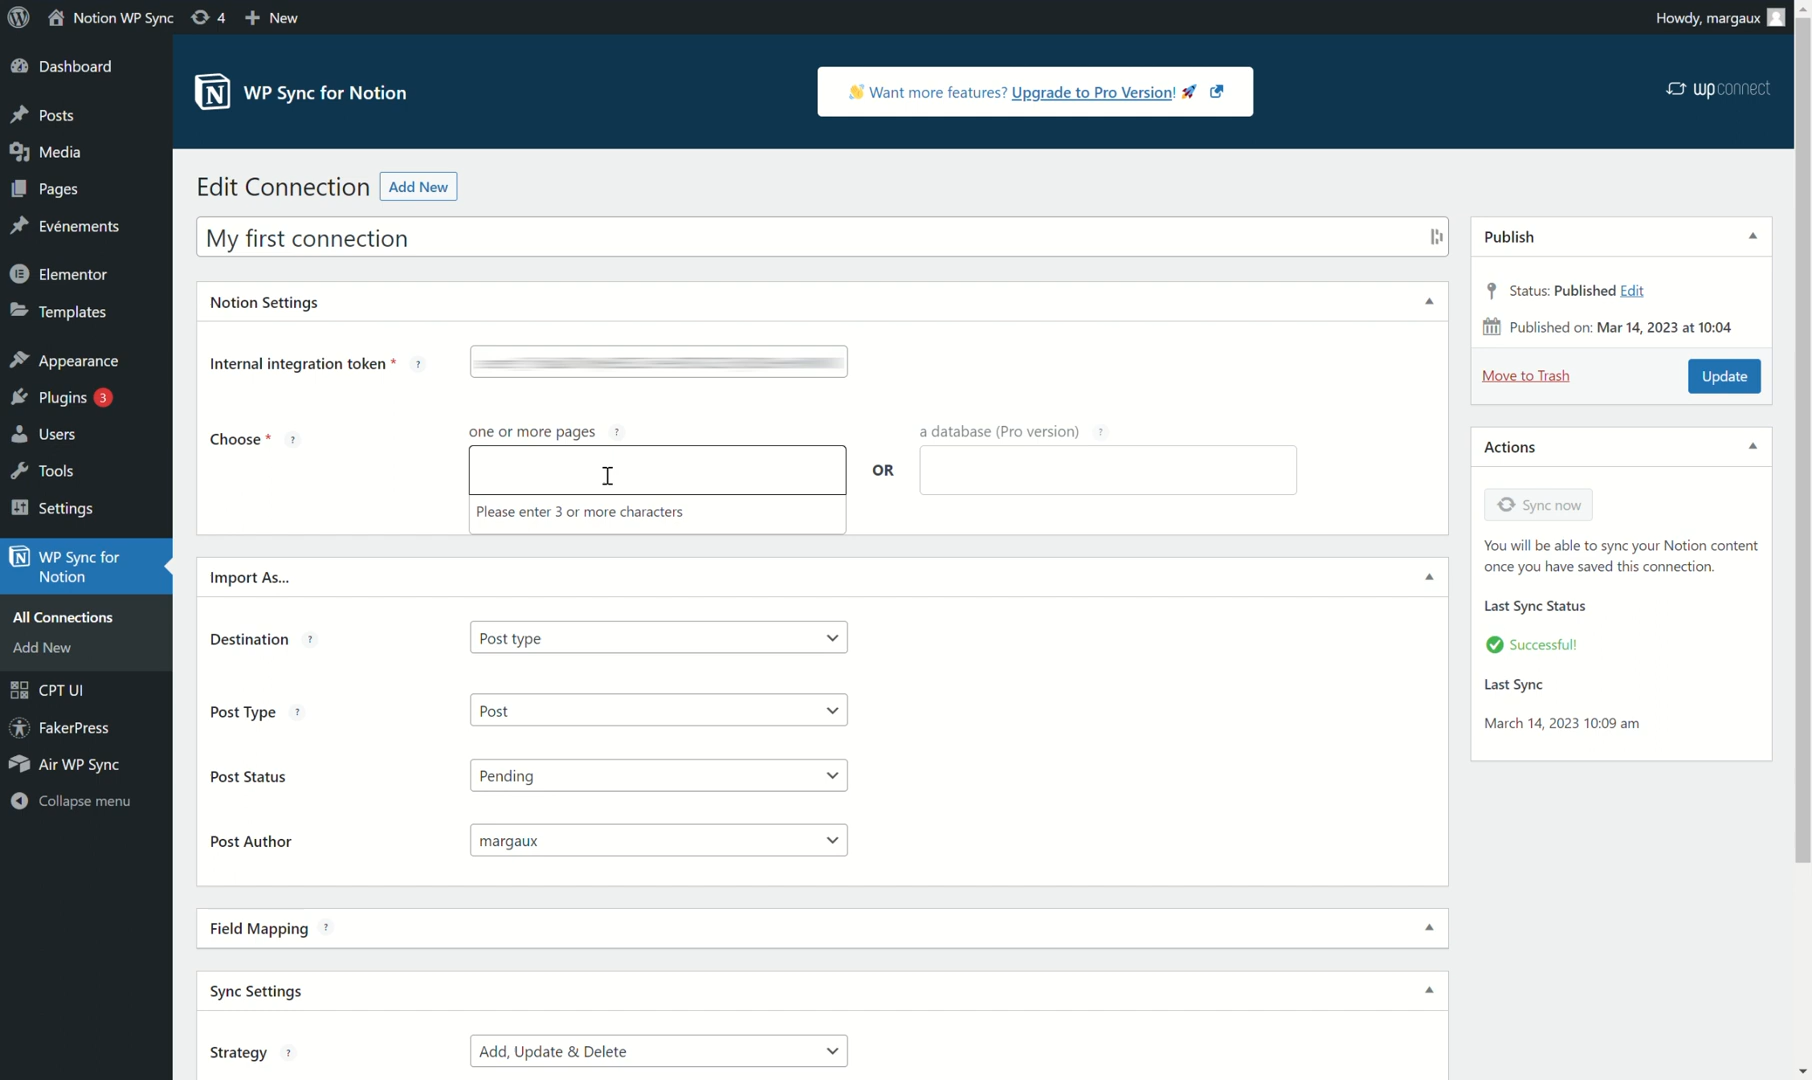 Notion WP Sync 4 New Howdy, margaux
Dashboard
Posts
Media
Pages
Evénements
Elementor
Templates
Appearance
Plugins 3
Users
Tools
Settings
WP Sync for
Notion
All Connections
Add New
CPT UI
FakerPress
Air WP Sync
Collapse menu
WP Sync for Notion
Want more features? Upgrade to Pro Version!
wpconnect
Edit Connection Add New
My first connection
Notion Settings
Internal integration token * ?
Choose * ?
one or more pages ?
Please enter 3 or more characters
OR
a database (Pro version) ?
Import As...
Destination ? Post type
Post Type ? Post
Post Status Pending
Post Author margaux
Field Mapping ?
Sync Settings
Strategy ? Add, Update & Delete
Publish
Status: Published Edit
Published on: Mar 14, 2023 at 10:04
Move to Trash Update
Actions
Sync now
You will be able to sync your Notion content
once you have saved this connection.
Last Sync Status
Successful!
Last Sync
March 14, 2023 10:09 am